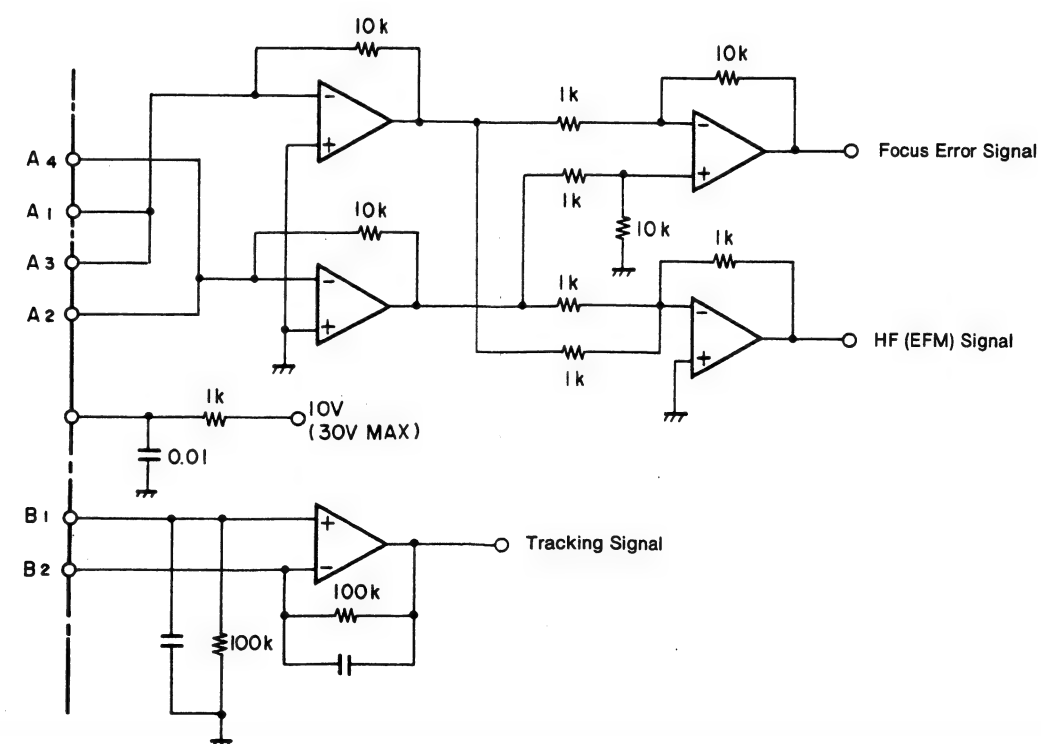 10k
10k
1k
A4
Focus Error Signal
1k
A1
10k
10k
1k
A3
1k
A2
HF (EFM) Signal
1k
1k
10V
(30V MAX)
0.01
B1
Tracking Signal
B2
100k
100k